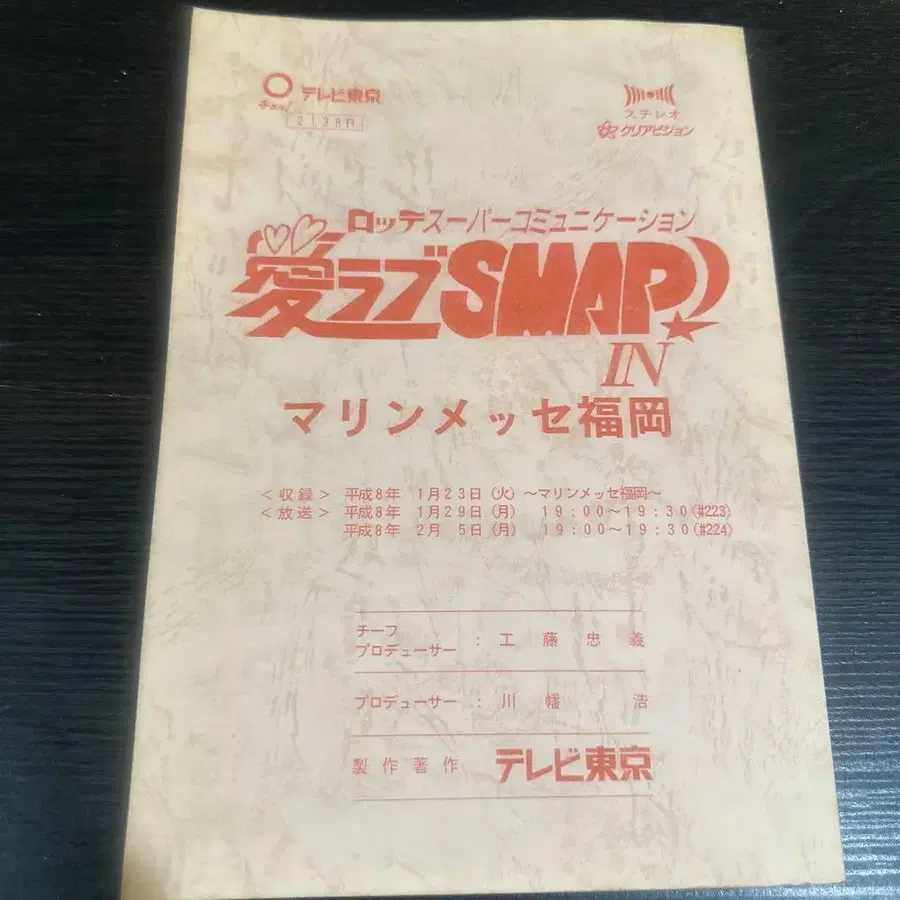 テレビ東京
チェッ!
2138R
ステレオ
クリアビジョン
ロッテスーパーコミュニケーション
愛ラブSMAP!
IN
マリンメッセ福岡
<収録> 平成8年 1月23日(火) ~マリンメッセ福岡~
<放送> 平成8年 1月29日(月) 19:00~19:30(#223)
平成8年 2月 5日(月) 19:00~19:30(#224)
チーフ
プロデューサー : 工藤忠義
プロデューサー : 川幡 浩
製作著作 テレビ東京